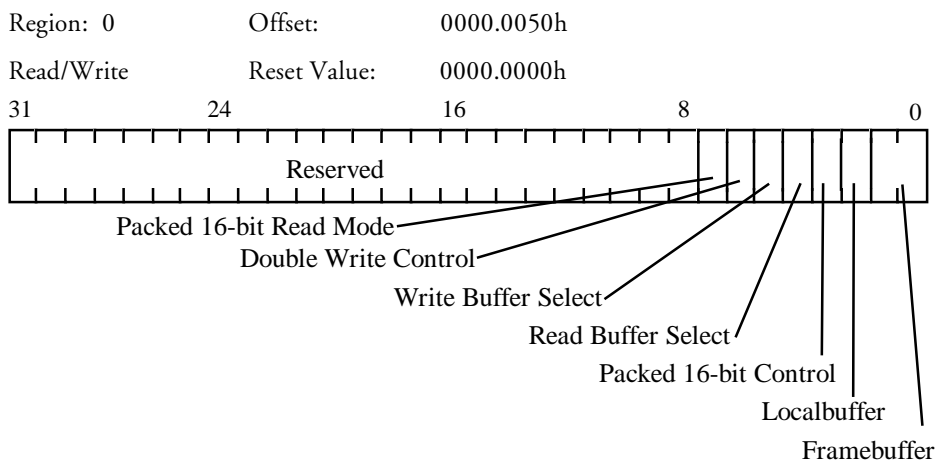 Region: 0 Offset: 0000.0050h
Read/Write Reset Value: 0000.0000h
31 24 16 8 0
Reserved
Packed 16-bit Read Mode
Double Write Control
Write Buffer Select
Read Buffer Select
Packed 16-bit Control
Localbuffer
Framebuffer